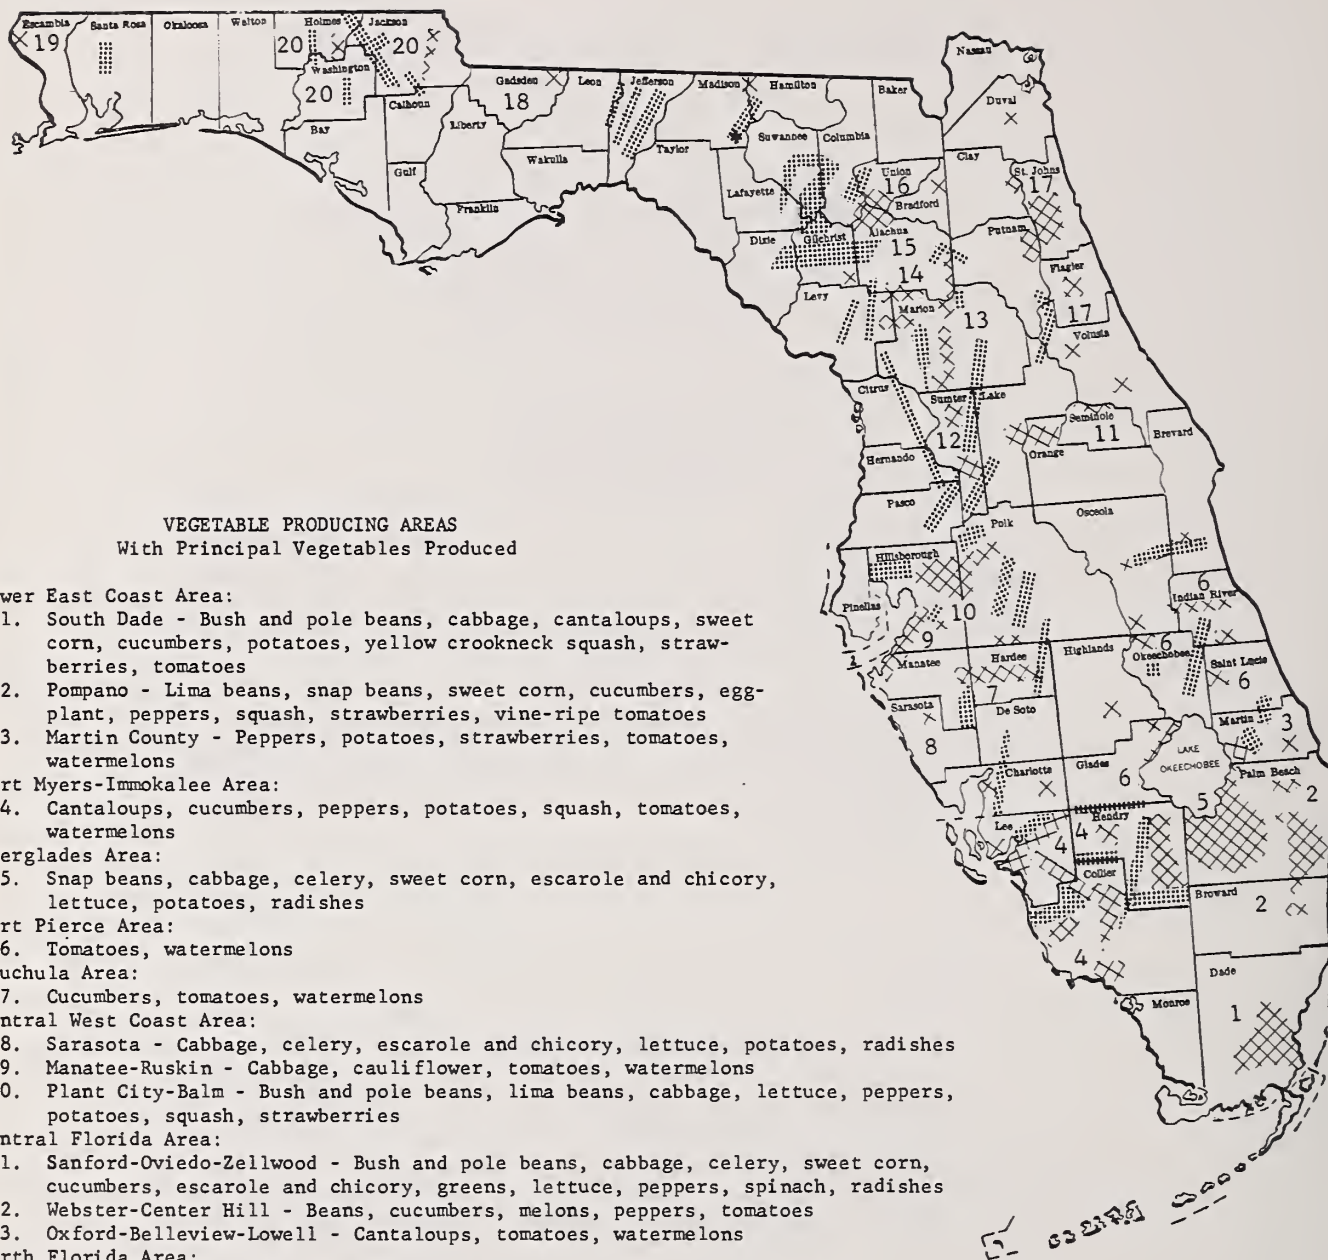 Escambia
Santa Rosa
Okaloosa
Walton
Holmes
Jackson
19
20
20
Washington
20
Bay
Calhoun
Gulf
Liberty
Franklin
Gadsden
18
Leon
Wakulla
Jefferson
Madison
Taylor
Hamilton
Suwannee
Columbia
Lafayette
Dixie
Gilchrist
Baker
Nassau
Duval
Union
16
Bradford
Clay
St. Johns
17
Alachua
15
14
Putnam
Flagler
17
Levy
Marion
13
Volusia
Citrus
Sumter
Lake
12
Seminole
11
Orange
Brevard
Hernando
Pasco
Polk
Osceola
Hillsborough
10
Pinellas
9
Manatee
Hardee
7
Highlands
6
Okeechobee
6
Indian River
Saint Lucie
6
Sarasota
8
De Soto
Martin
3
Charlotte
Glades
6
LAKE
OKEECHOBEE
Palm Beach
5
2
Lee
4
4
Hendry
Collier
4
Broward
2
Dade
1
Monroe
VEGETABLE PRODUCING AREAS
With Principal Vegetables Produced
wer East Coast Area:
1. South Dade - Bush and pole beans, cabbage, cantaloups, sweet
corn, cucumbers, potatoes, yellow crookneck squash, straw-
berries, tomatoes
2. Pompano - Lima beans, snap beans, sweet corn, cucumbers, egg-
plant, peppers, squash, strawberries, vine-ripe tomatoes
3. Martin County - Peppers, potatoes, strawberries, tomatoes,
watermelons
rt Myers-Immokalee Area:
4. Cantaloups, cucumbers, peppers, potatoes, squash, tomatoes,
watermelons
erglades Area:
5. Snap beans, cabbage, celery, sweet corn, escarole and chicory,
lettuce, potatoes, radishes
rt Pierce Area:
6. Tomatoes, watermelons
uchula Area:
7. Cucumbers, tomatoes, watermelons
ntral West Coast Area:
8. Sarasota - Cabbage, celery, escarole and chicory, lettuce, potatoes, radishes
9. Manatee-Ruskin - Cabbage, cauliflower, tomatoes, watermelons
0. Plant City-Balm - Bush and pole beans, lima beans, cabbage, lettuce, peppers,
potatoes, squash, strawberries
ntral Florida Area:
1. Sanford-Oviedo-Zellwood - Bush and pole beans, cabbage, celery, sweet corn,
cucumbers, escarole and chicory, greens, lettuce, peppers, spinach, radishes
2. Webster-Center Hill - Beans, cucumbers, melons, peppers, tomatoes
3. Oxford-Belleview-Lowell - Cantaloups, tomatoes, watermelons
rth Florida Area: